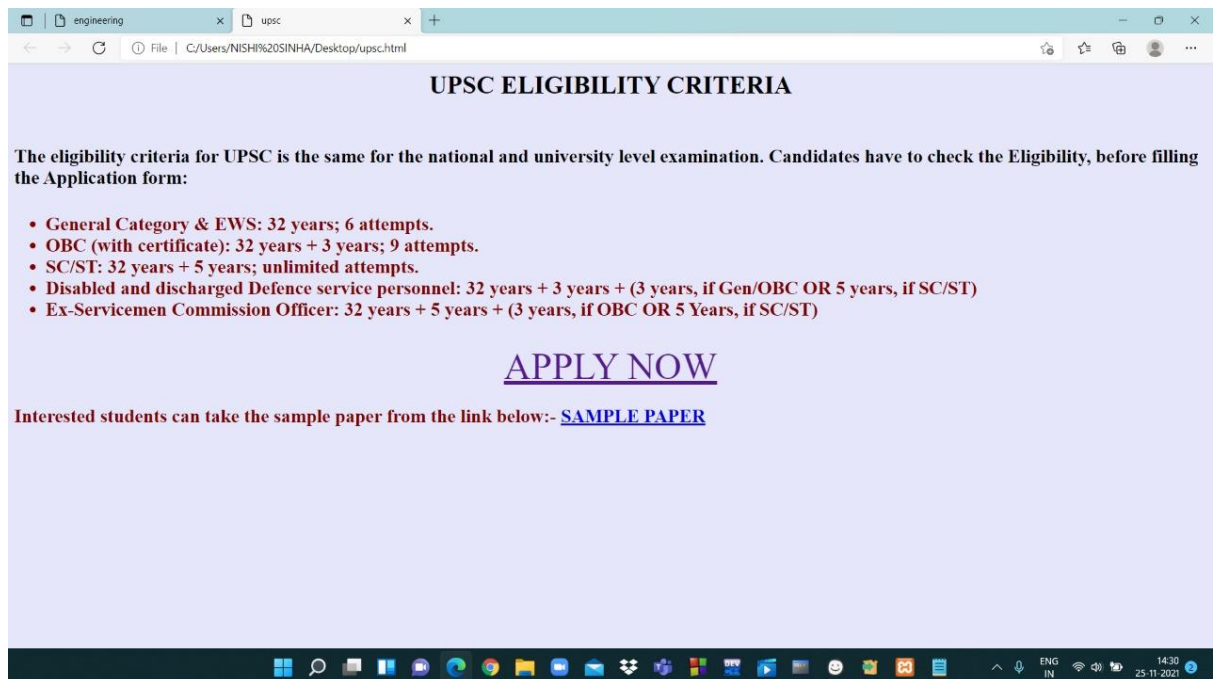 engineering
upsc
File | C:/Users/NISHI%20SINHA/Desktop/upsc.html
UPSC ELIGIBILITY CRITERIA
The eligibility criteria for UPSC is the same for the national and university level examination. Candidates have to check the Eligibility, before filling
the Application form:
• General Category & EWS: 32 years; 6 attempts.
• OBC (with certificate): 32 years + 3 years; 9 attempts.
• SC/ST: 32 years + 5 years; unlimited attempts.
• Disabled and discharged Defence service personnel: 32 years + 3 years + (3 years, if Gen/OBC OR 5 years, if SC/ST)
• Ex-Servicemen Commission Officer: 32 years + 5 years + (3 years, if OBC OR 5 Years, if SC/ST)
APPLY NOW
Interested students can take the sample paper from the link below:- SAMPLE PAPER
DEV
ENG
IN
14:30
25-11-2021
2